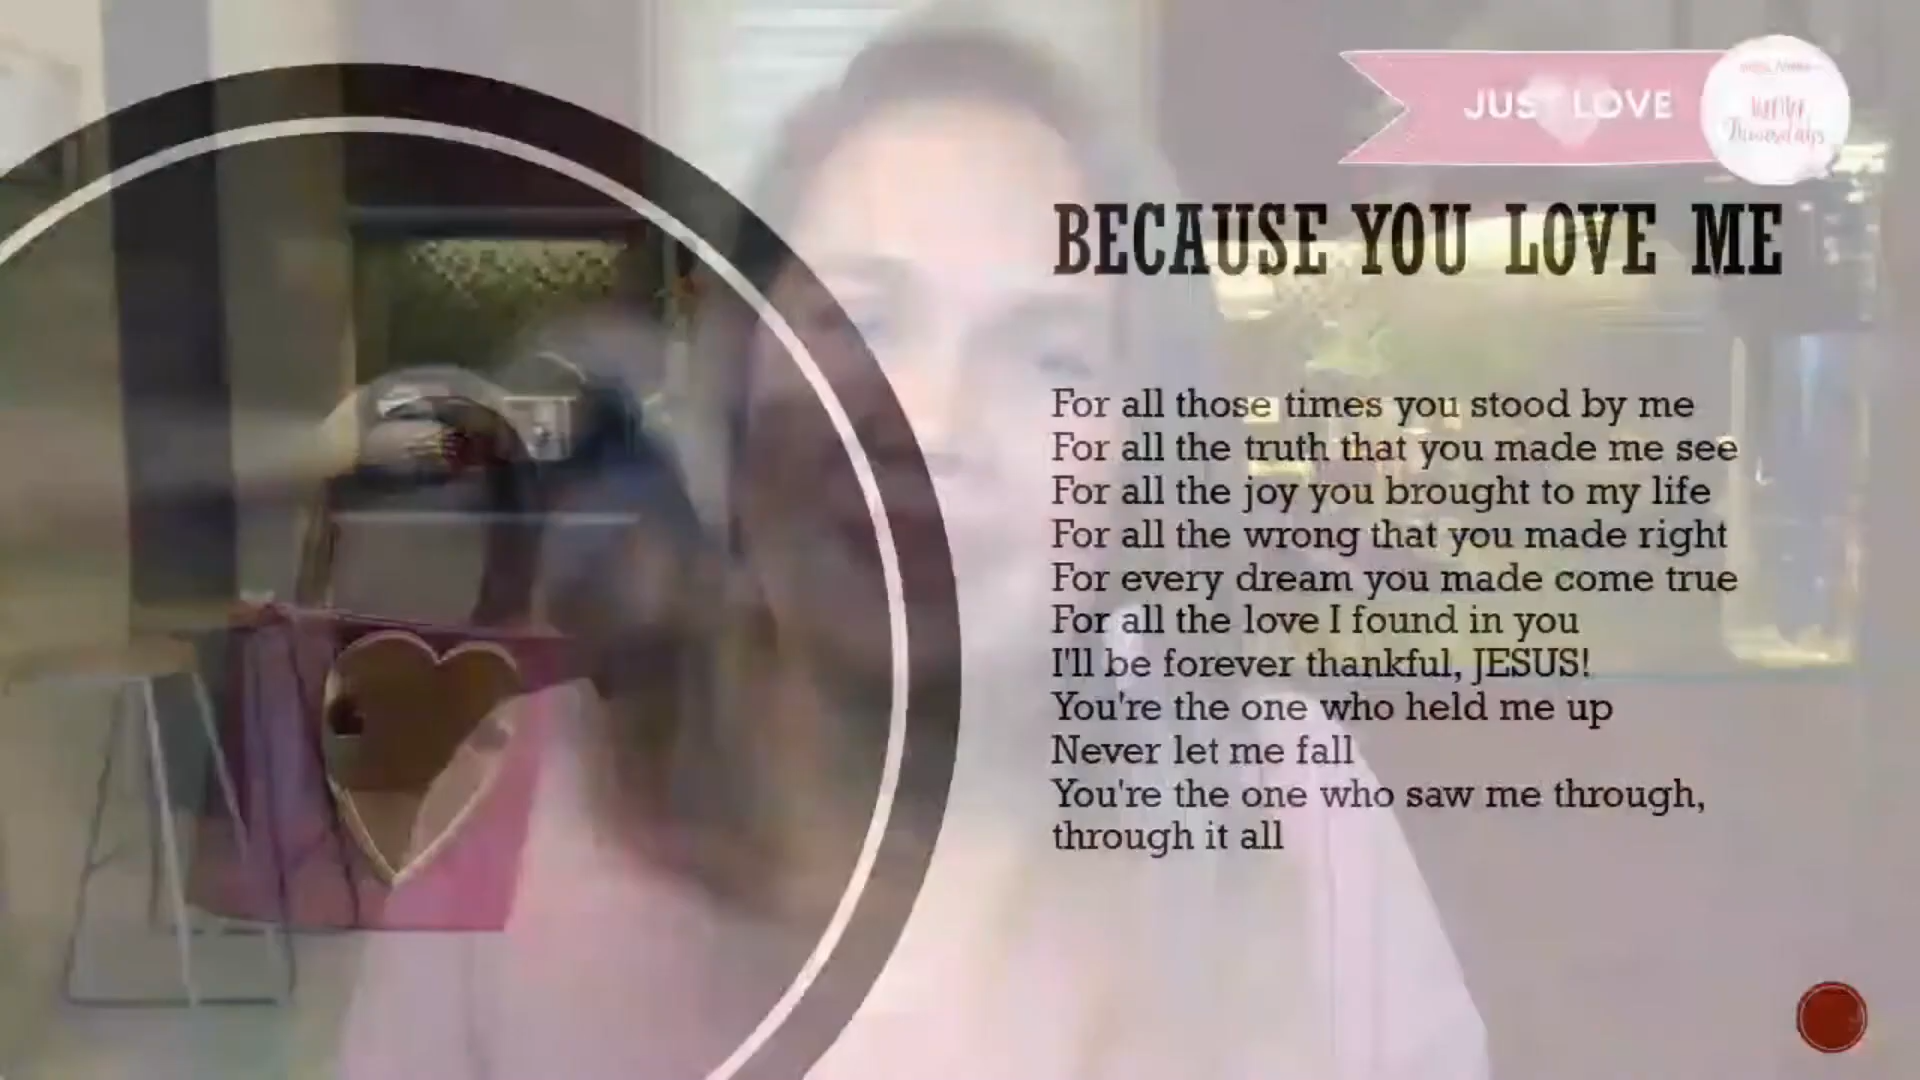 JUST LOVE
BECAUSE YOU LOVE ME
For all those times you stood by me
For all the truth that you made me see
For all the joy you brought to my life
For all the wrong that you made right
For every dream you made come true
For all the love I found in you
I'll be forever thankful, JESUS!
You're the one who held me up
Never let me fall
You're the one who saw me through,
through it all